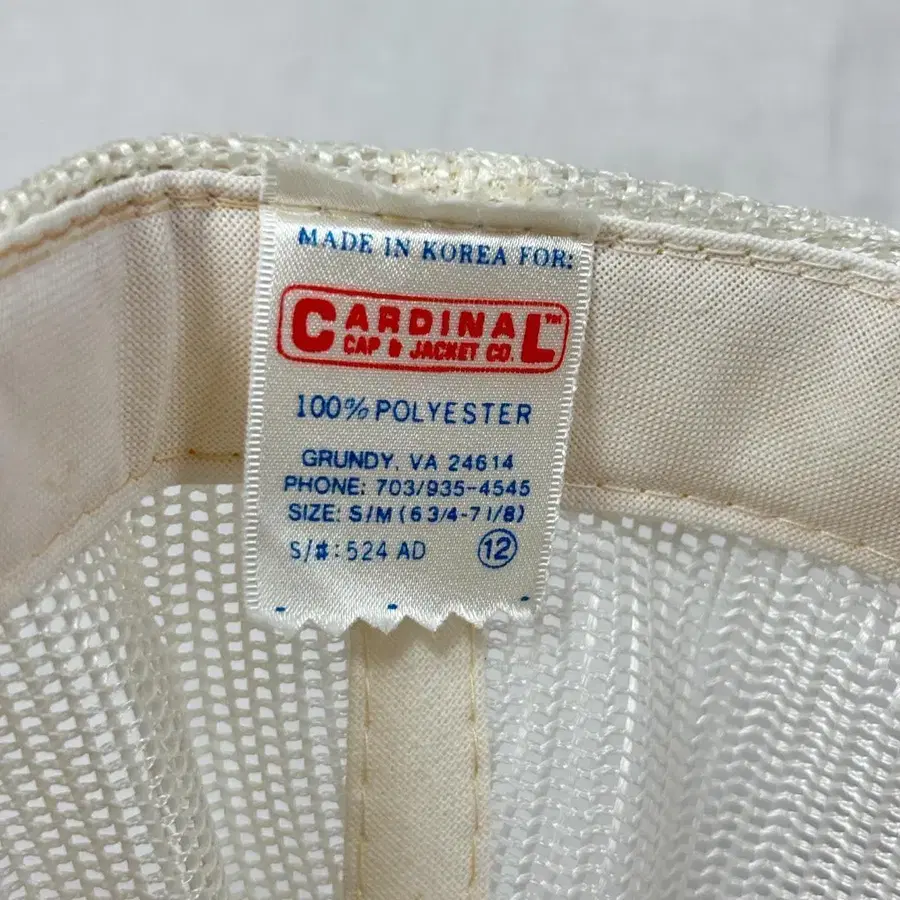 MADE IN KOREA FOR:
CARDINAL™
CAP & JACKET CO.
100% POLYESTER
GRUNDY, VA 24614
PHONE: 703/935-4545
SIZE: S/M (6 3/4-7 1/8)
S/#: 524 AD 12